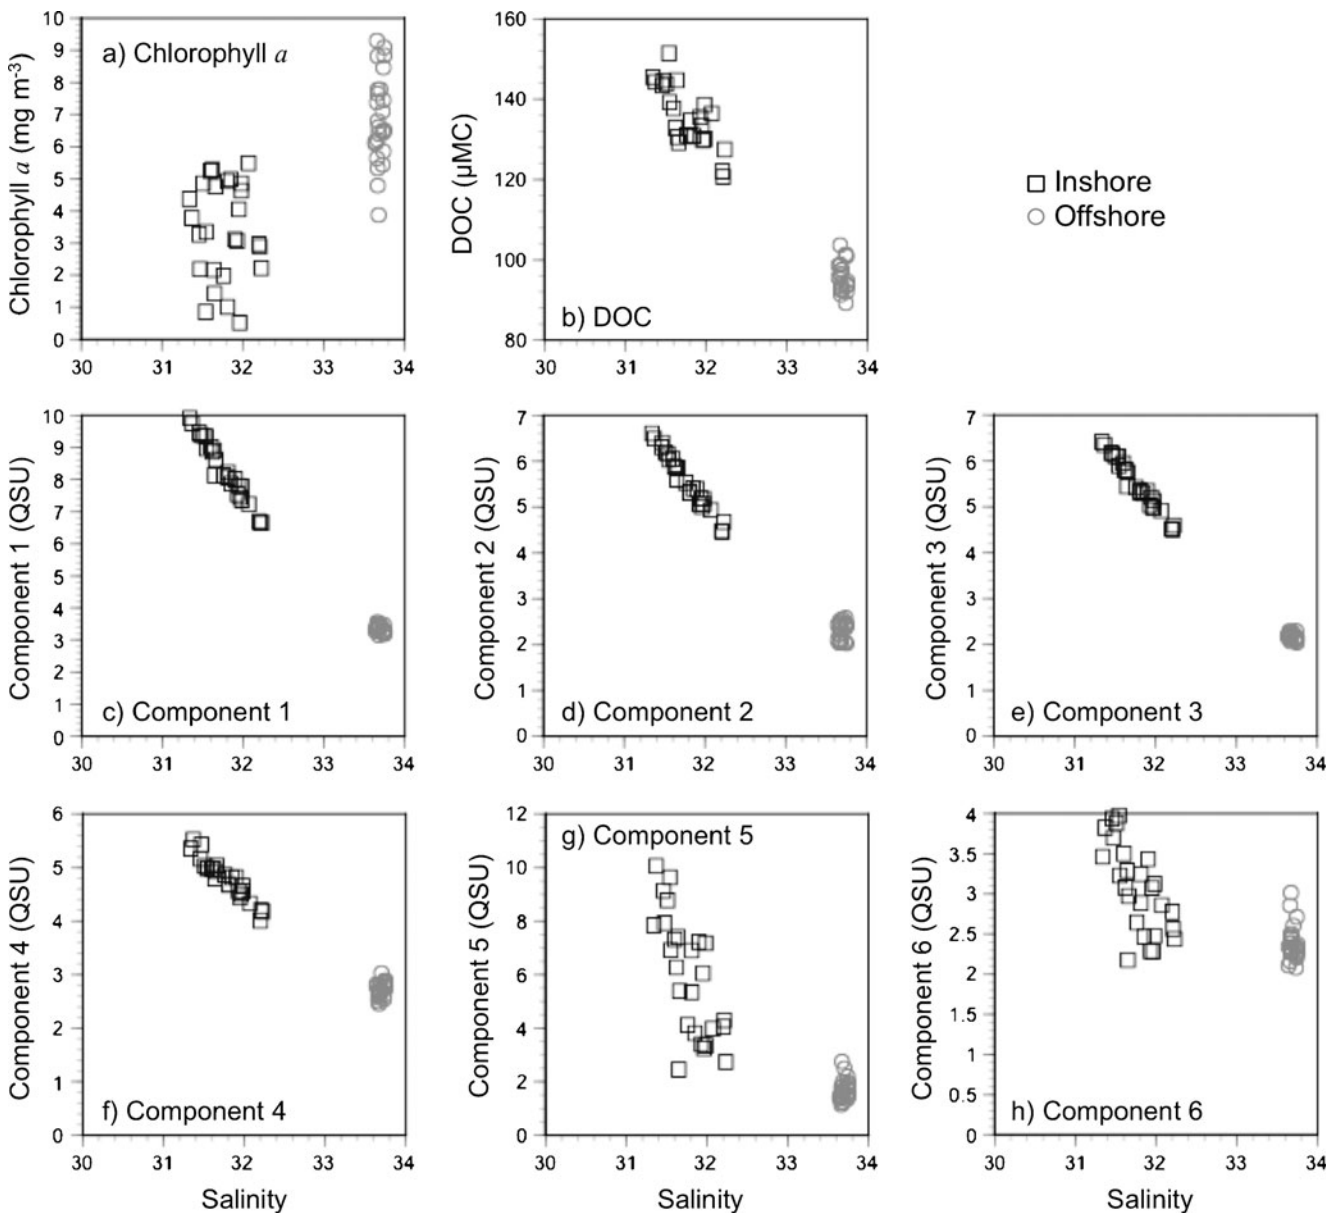 a) Chlorophyll a
Chlorophyll a (mg m-3)
10
9
8
7
6
5
4
3
2
1
0
30 31 32 33 34
b) DOC
DOC (µMC)
160
140
120
100
80
30 31 32 33 34
Inshore
Offshore
Component 1 (QSU)
10
9
8
7
6
5
4
3
2
1
0
c) Component 1
30 31 32 33 34
Component 2 (QSU)
7
6
5
4
3
2
1
0
d) Component 2
30 31 32 33 34
Component 3 (QSU)
7
6
5
4
3
2
1
0
e) Component 3
30 31 32 33 34
Component 4 (QSU)
6
5
4
3
2
1
0
f) Component 4
30 31 32 33 34
Salinity
Component 5 (QSU)
12
10
8
6
4
2
0
g) Component 5
30 31 32 33 34
Salinity
Component 6 (QSU)
4
3.5
3
2.5
2
1.5
1
0.5
0
h) Component 6
30 31 32 33 34
Salinity